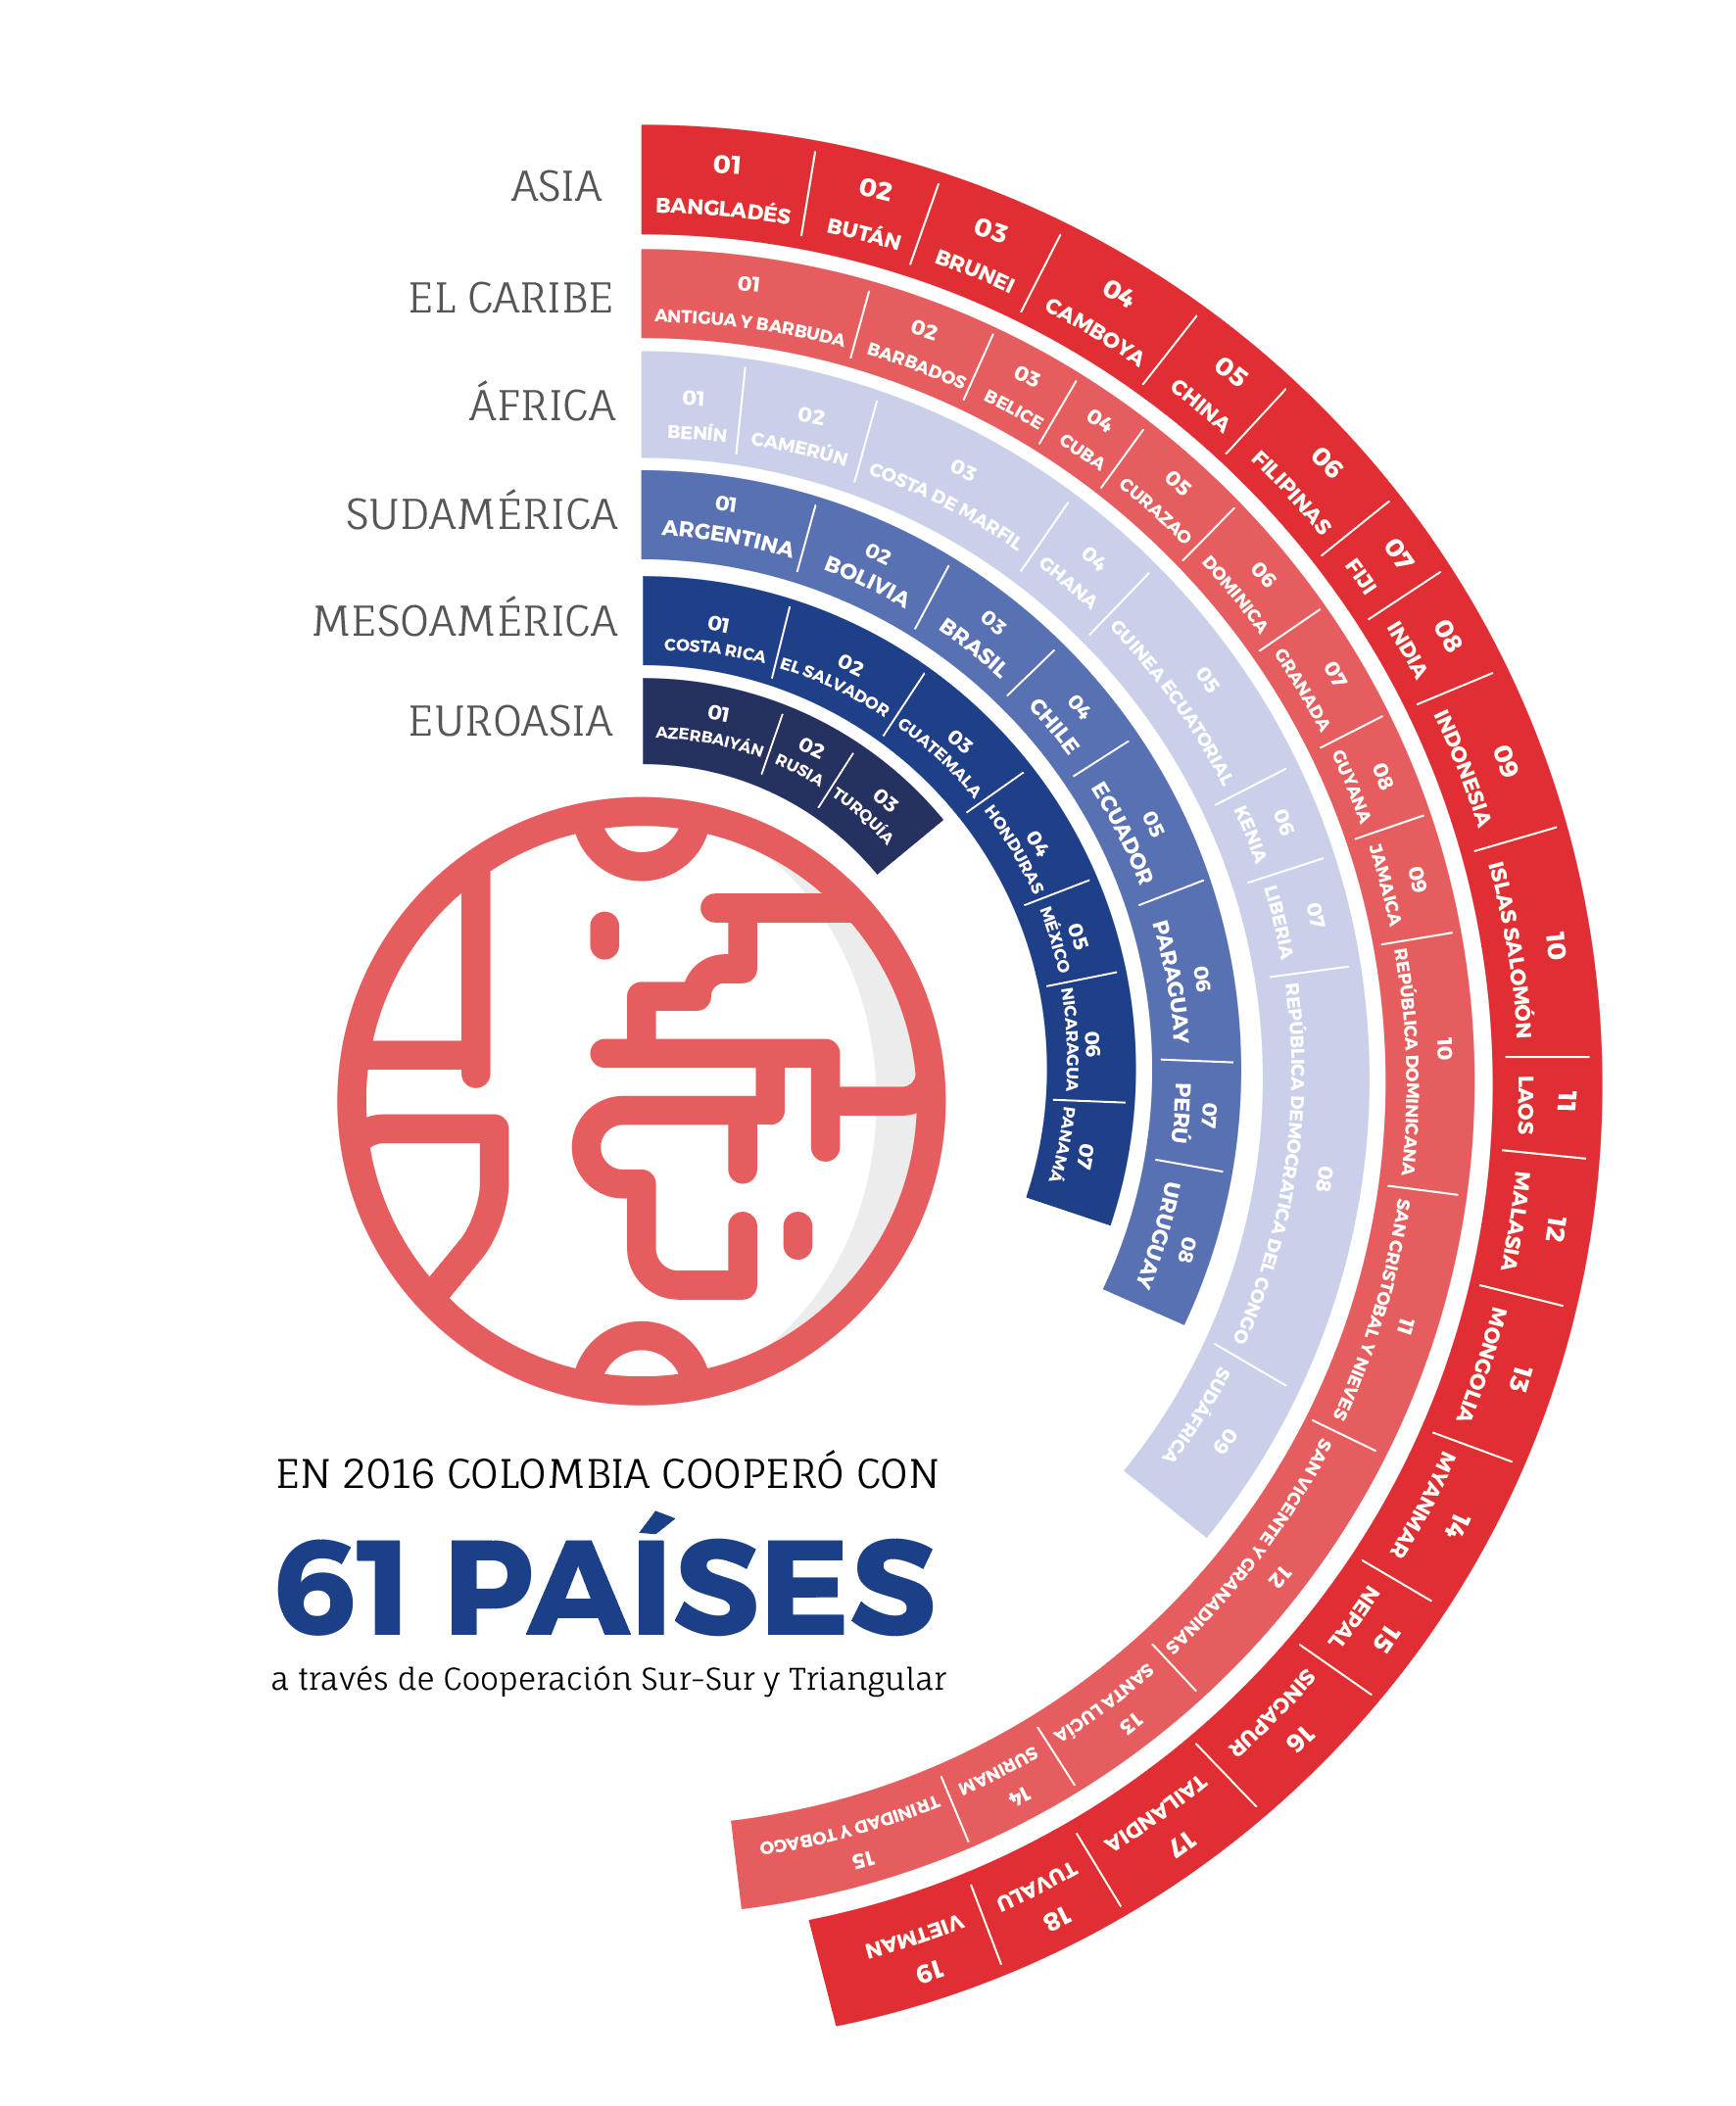 ASIA
01
BANGLADÉS
02
BUTÁN
03
BRUNEI
04
CAMBOYA
05
CHINA
06
FILIPINAS
07
FIJI
08
INDIA
09
INDONESIA
10
ISLAS SALOMÓN
11
LAOS
12
MALASIA
13
MONGOLIA
14
MYANMAR
15
NEPAL
16
SINGAPUR
17
TAILANDIA
18
TUVALU
19
VIETMAN
EL CARIBE
01
ANTIGUA Y BARBUDA
02
BARBADOS
03
BELICE
04
CUBA
05
CURAZAO
06
DOMINICA
07
GRANADA
08
GUYANA
09
JAMAICA
10
REPÚBLICA DOMINICANA
11
SAN CRISTOBAL Y NIEVES
12
SAN VICENTE Y GRANADINAS
13
SANTA LUCÍA
14
SURINAM
15
TRINIDAD Y TOBAGO
ÁFRICA
01
BENÍN
02
CAMERÚN
03
COSTA DE MARFIL
04
GHANA
05
GUINEA ECUATORIAL
06
KENIA
07
LIBERIA
08
REPÚBLICA DEMOCRATICA DEL CONGO
09
SUDÁFRICA
SUDAMÉRICA
01
ARGENTINA
02
BOLIVIA
03
BRASIL
04
CHILE
05
ECUADOR
06
PARAGUAY
07
PERÚ
08
URUGUAY
MESOAMÉRICA
01
COSTA RICA
02
EL SALVADOR
03
GUATEMALA
04
HONDURAS
05
MÉXICO
06
NICARAGUA
07
PANAMÁ
EUROASIA
01
AZERBAIYÁN
02
RUSIA
03
TURQUÍA
EN 2016 COLOMBIA COOPERÓ CON
61 PAÍSES
a través de Cooperación Sur-Sur y Triangular